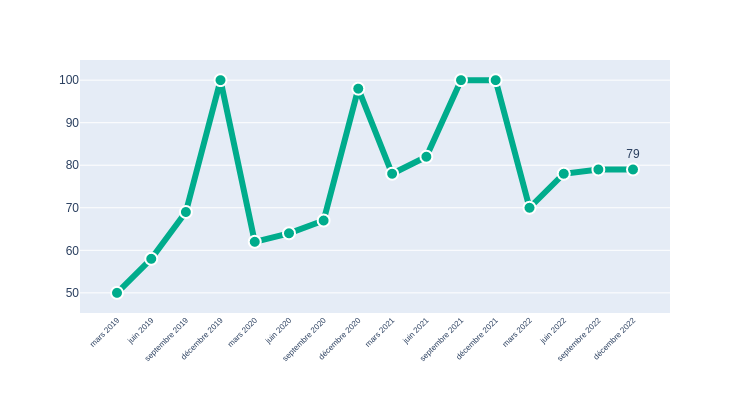 100
90
80
70
60
50
79
mars 2019
juin 2019
septembre 2019
décembre 2019
mars 2020
juin 2020
septembre 2020
décembre 2020
mars 2021
juin 2021
septembre 2021
décembre 2021
mars 2022
juin 2022
septembre 2022
décembre 2022